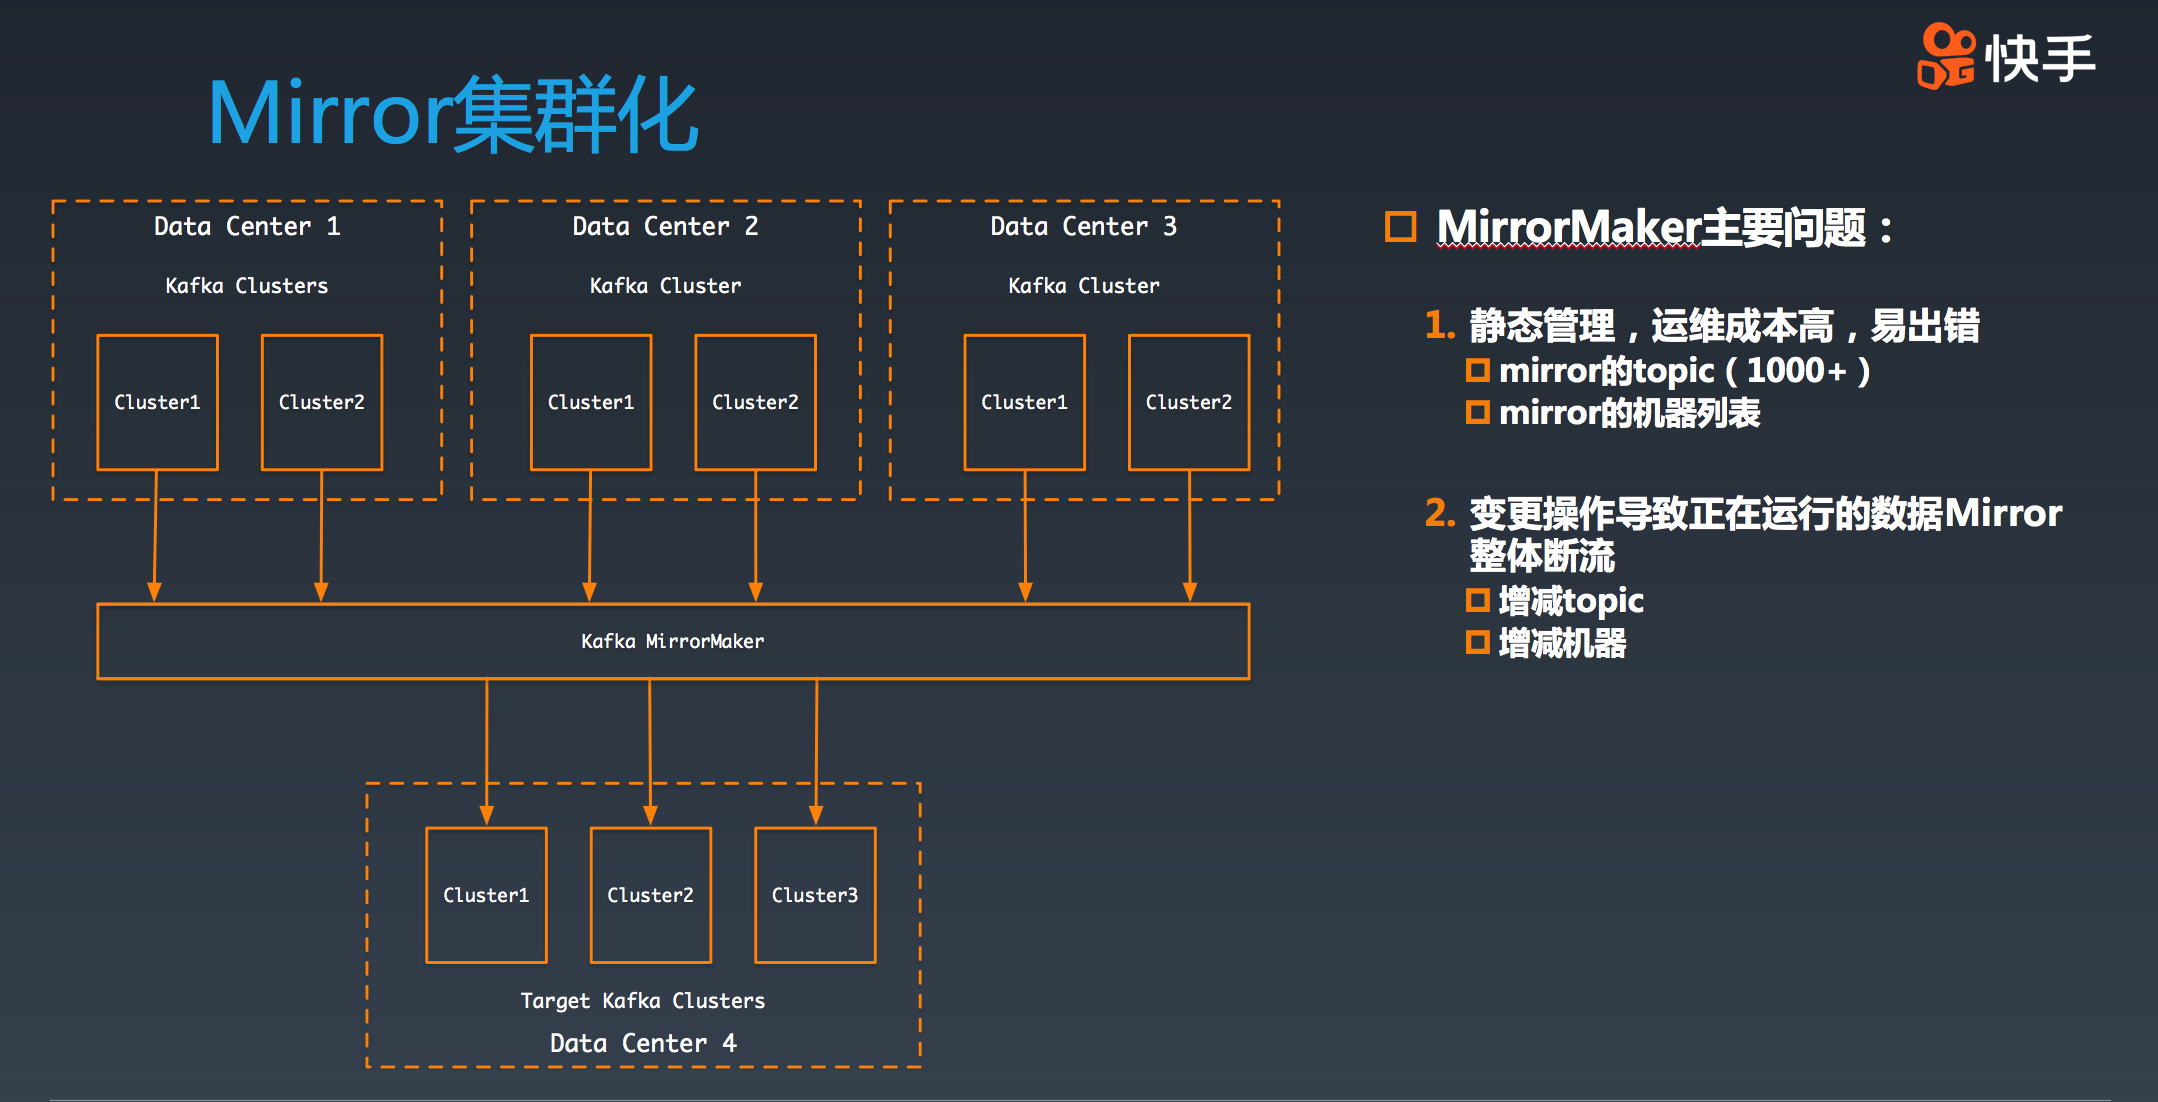 快手
Mirror集群化
Data Center 1
Kafka Clusters
Cluster1
Cluster2
Data Center 2
Kafka Cluster
Cluster1
Cluster2
Data Center 3
Kafka Cluster
Cluster1
Cluster2
Kafka MirrorMaker
Cluster1
Cluster2
Cluster3
Target Kafka Clusters
Data Center 4
MirrorMaker主要问题：
1. 静态管理，运维成本高，易出错
mirror的topic（1000+）
mirror的机器列表
2. 变更操作导致正在运行的数据Mirror
整体断流
增减topic
增减机器